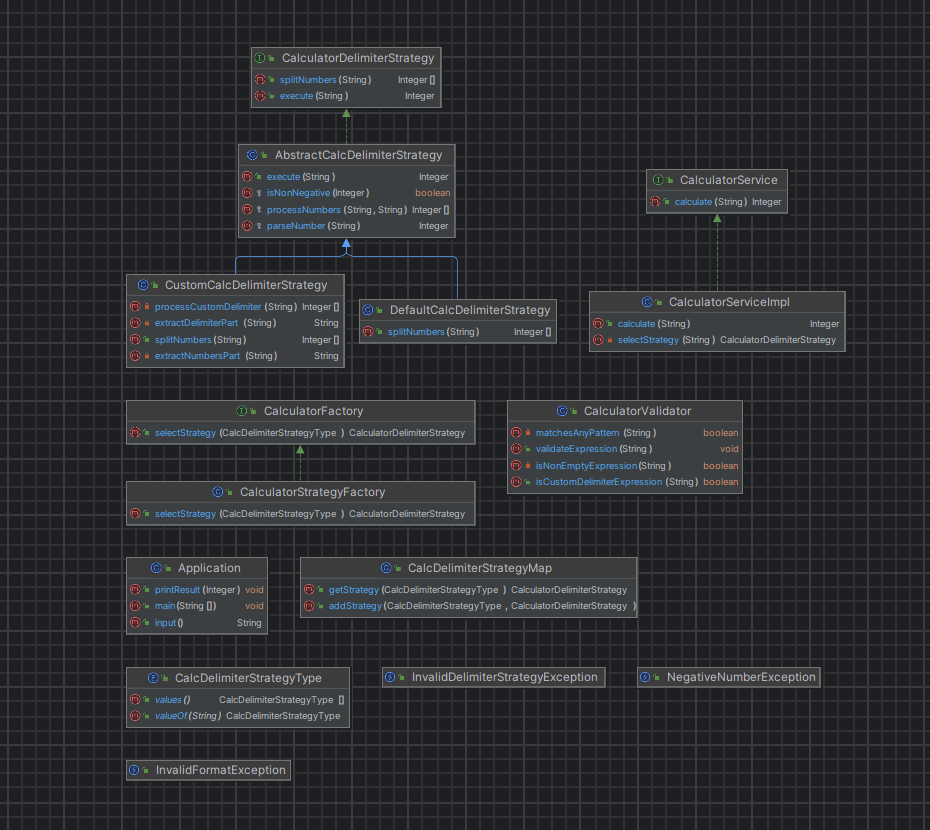 CalculatorDelimiterStrategy
splitNumbers(String) Integer[]
execute(String) Integer
AbstractCalcDelimiterStrategy
execute(String) Integer
isNonNegative(Integer) boolean
processNumbers(String, String) Integer[]
parseNumber(String) Integer
CalculatorService
calculate(String) Integer
CustomCalcDelimiterStrategy
processCustomDelimiter(String) Integer[]
extractDelimiterPart(String) String
splitNumbers(String) Integer[]
extractNumbersPart(String) String
DefaultCalcDelimiterStrategy
splitNumbers(String) Integer[]
CalculatorServiceImpl
calculate(String) Integer
selectStrategy(String) CalculatorDelimiterStrategy
CalculatorFactory
selectStrategy(CalcDelimiterStrategyType) CalculatorDelimiterStrategy
CalculatorValidator
matchesAnyPattern(String) boolean
validateExpression(String) void
isNonEmptyExpression(String) boolean
isCustomDelimiterExpression(String) boolean
CalculatorStrategyFactory
selectStrategy(CalcDelimiterStrategyType) CalculatorDelimiterStrategy
Application
printResult(Integer) void
main(String[]) void
input() String
CalcDelimiterStrategyMap
getStrategy(CalcDelimiterStrategyType) CalculatorDelimiterStrategy
addStrategy(CalcDelimiterStrategyType, CalculatorDelimiterStrategy)
CalcDelimiterStrategyType
values() CalcDelimiterStrategyType[]
valueOf(String) CalcDelimiterStrategyType
InvalidDelimiterStrategyException
NegativeNumberException
InvalidFormatException